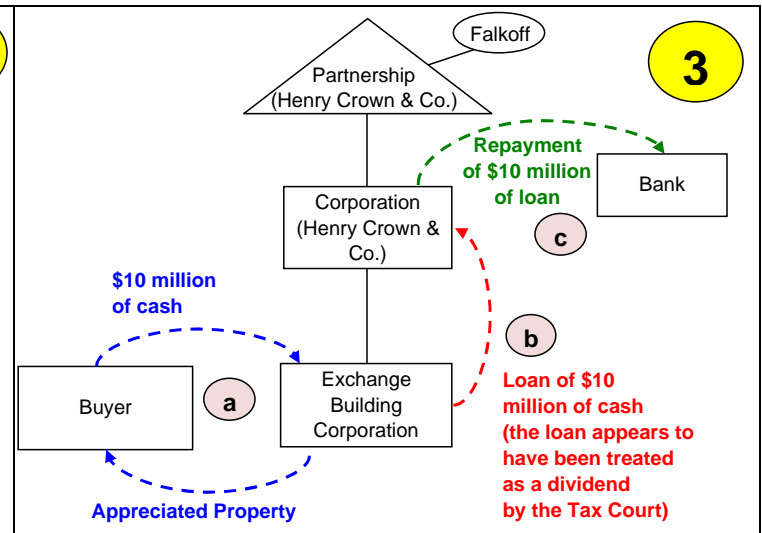 Falkoff
3
Partnership
(Henry Crown & Co.)
Repayment
of $10 million
of loan
Bank
Corporation
(Henry Crown &
Co.)
c
$10 million
of cash
b
Exchange
Building
Corporation
Buyer
a
Loan of $10
million of cash
(the loan appears to
have been treated
as a dividend
by the Tax Court)
Appreciated Property